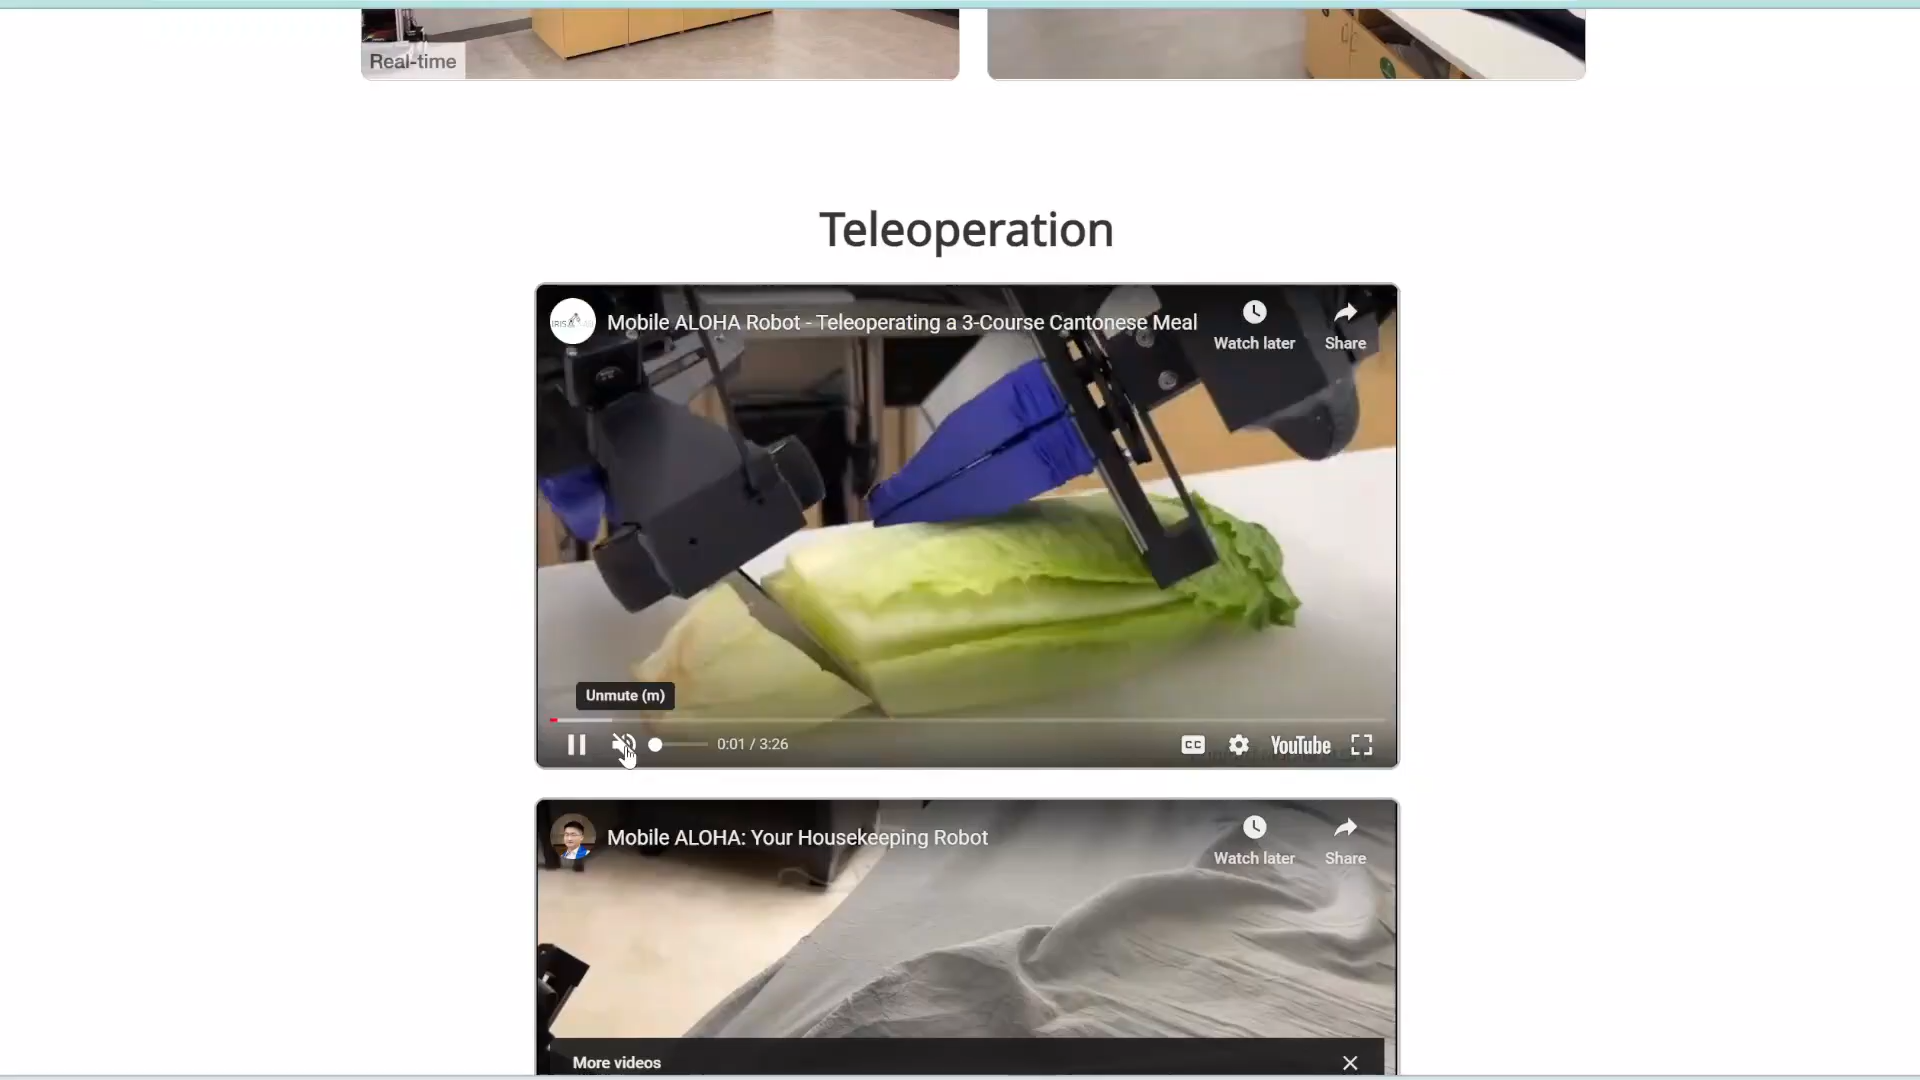 Real-time
Teleoperation
Mobile ALOHA Robot - Teleoperating a 3-Course Cantonese Meal
Watch later
Share
Unmute (m)
0:01 / 3:26
CC
YouTube
Mobile ALOHA: Your Housekeeping Robot
Watch later
Share
More videos